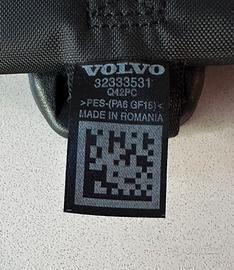 VOLVO
32333531
Q42PC
>PES-(PA6 GF15)<
MADE IN ROMANIA